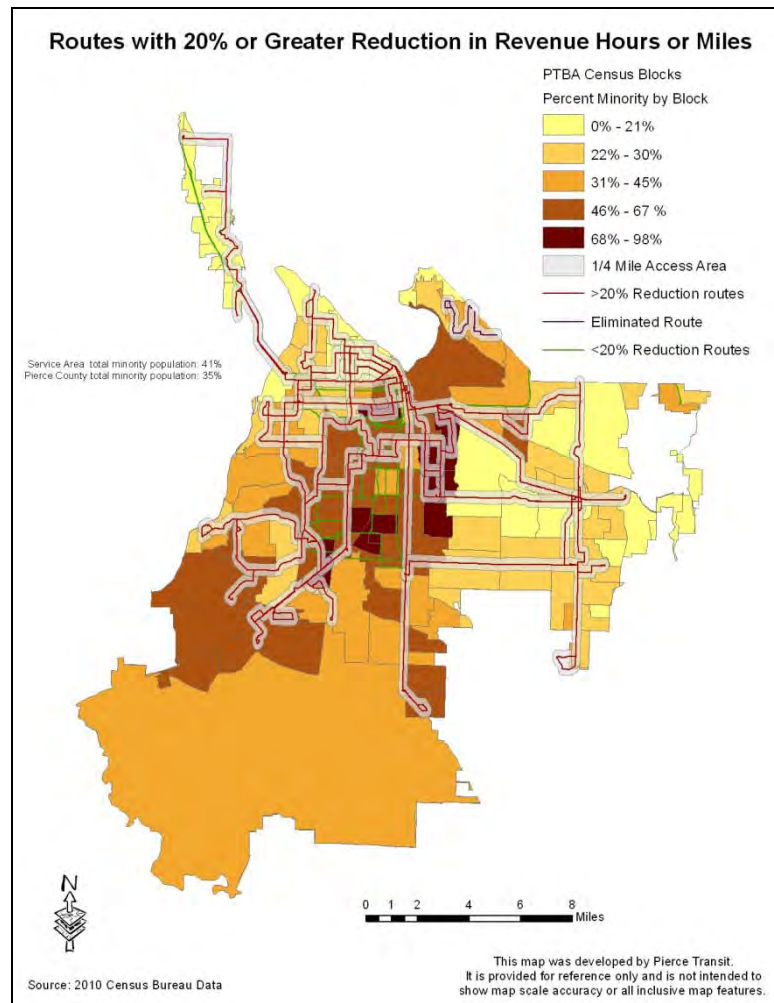 Routes with 20% or Greater Reduction in Revenue Hours or Miles
PTBA Census Blocks
Percent Minority by Block
0% - 21%
22% - 30%
31% - 45%
46% - 67 %
68% - 98%
1/4 Mile Access Area
>20% Reduction routes
Eliminated Route
<20% Reduction Routes
Service Area total minority population: 41%
Pierce County total minority population: 35%
N
0 1 2 4 6 8
Miles
Source: 2010 Census Bureau Data
This map was developed by Pierce Transit.
It is provided for reference only and is not intended to
show map scale accuracy or all inclusive map features.